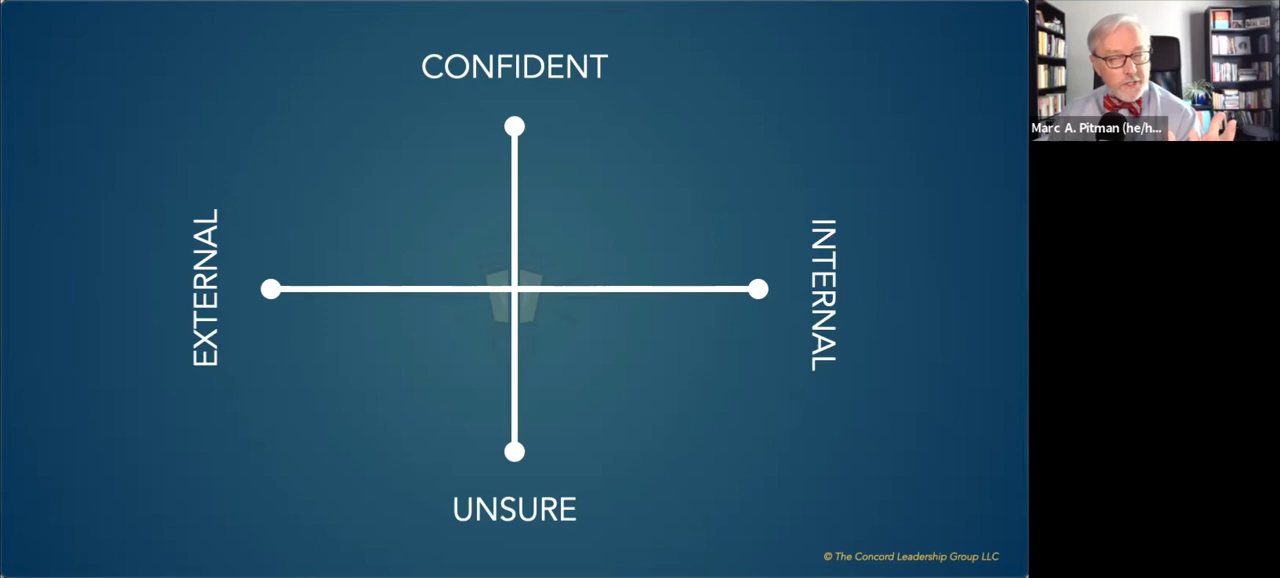 CONFIDENT
EXTERNAL
INTERNAL
UNSURE
© The Concord Leadership Group LLC
Marc A. Pitman (he/h...